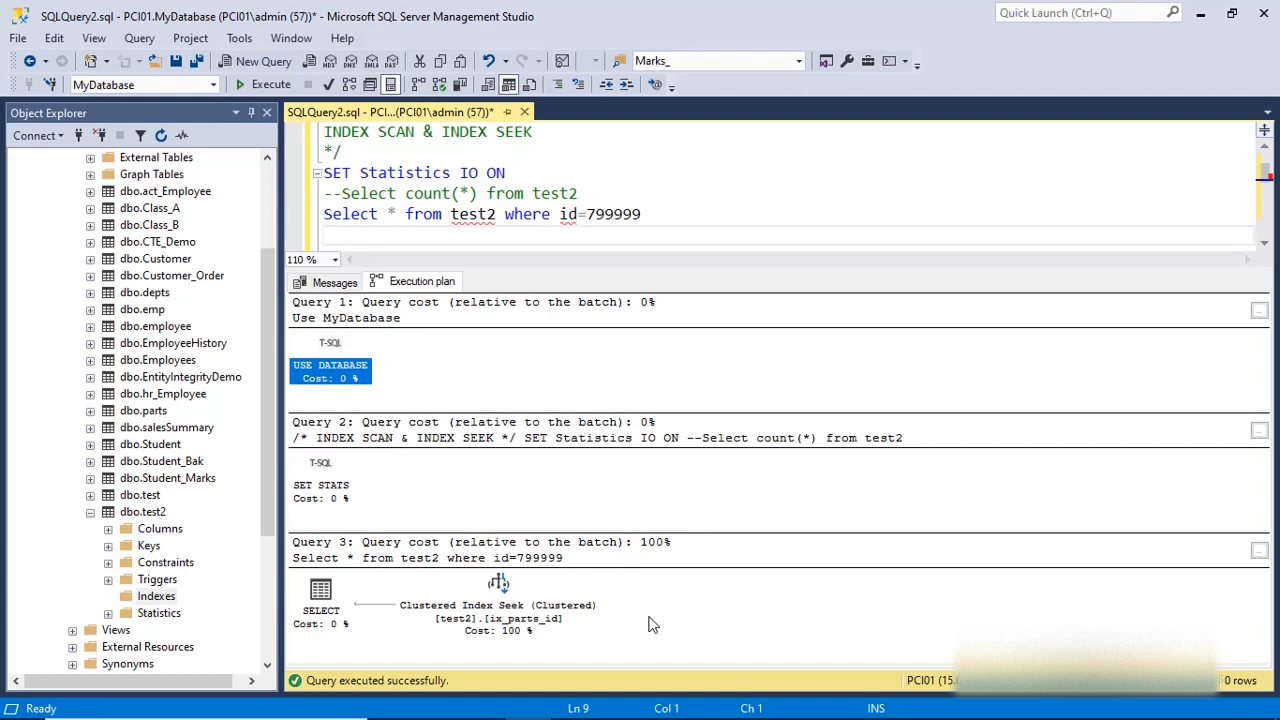 SQLQuery2.sql - PCI01.MyDatabase (PCI01\admin (57))* - Microsoft SQL Server Management Studio
Quick Launch (Ctrl+Q)
File Edit View Query Project Tools Window Help
New Query
MDX DMX XMLA DAX
Marks_
MyDatabase
Execute
Object Explorer
SQLQuery2.sql - PCI...(PCI01\admin (57))*
Connect
External Tables
Graph Tables
dbo.act_Employee
dbo.Class_A
dbo.Class_B
dbo.CTE_Demo
dbo.Customer
dbo.Customer_Order
dbo.depts
dbo.emp
dbo.employee
dbo.EmployeeHistory
dbo.Employees
dbo.EntityIntegrityDemo
dbo.hr_Employee
dbo.parts
dbo.salesSummary
dbo.Student
dbo.Student_Bak
dbo.Student_Marks
dbo.test
dbo.test2
Columns
Keys
Constraints
Triggers
Indexes
Statistics
Views
External Resources
Synonyms
INDEX SCAN & INDEX SEEK
*/
SET Statistics IO ON
--Select count(*) from test2
Select * from test2 where id=799999
110 %
Messages
Execution plan
Query 1: Query cost (relative to the batch): 0%
Use MyDatabase
T-SQL
USE DATABASE
Cost: 0 %
Query 2: Query cost (relative to the batch): 0%
/* INDEX SCAN & INDEX SEEK */ SET Statistics IO ON --Select count(*) from test2
T-SQL
SET STATS
Cost: 0 %
Query 3: Query cost (relative to the batch): 100%
Select * from test2 where id=799999
SELECT
Cost: 0 %
Clustered Index Seek (Clustered)
[test2].[ix_parts_id]
Cost: 100 %
Query executed successfully.
PCI01 (15.
0 rows
Ready
Ln 9
Col 1
Ch 1
INS